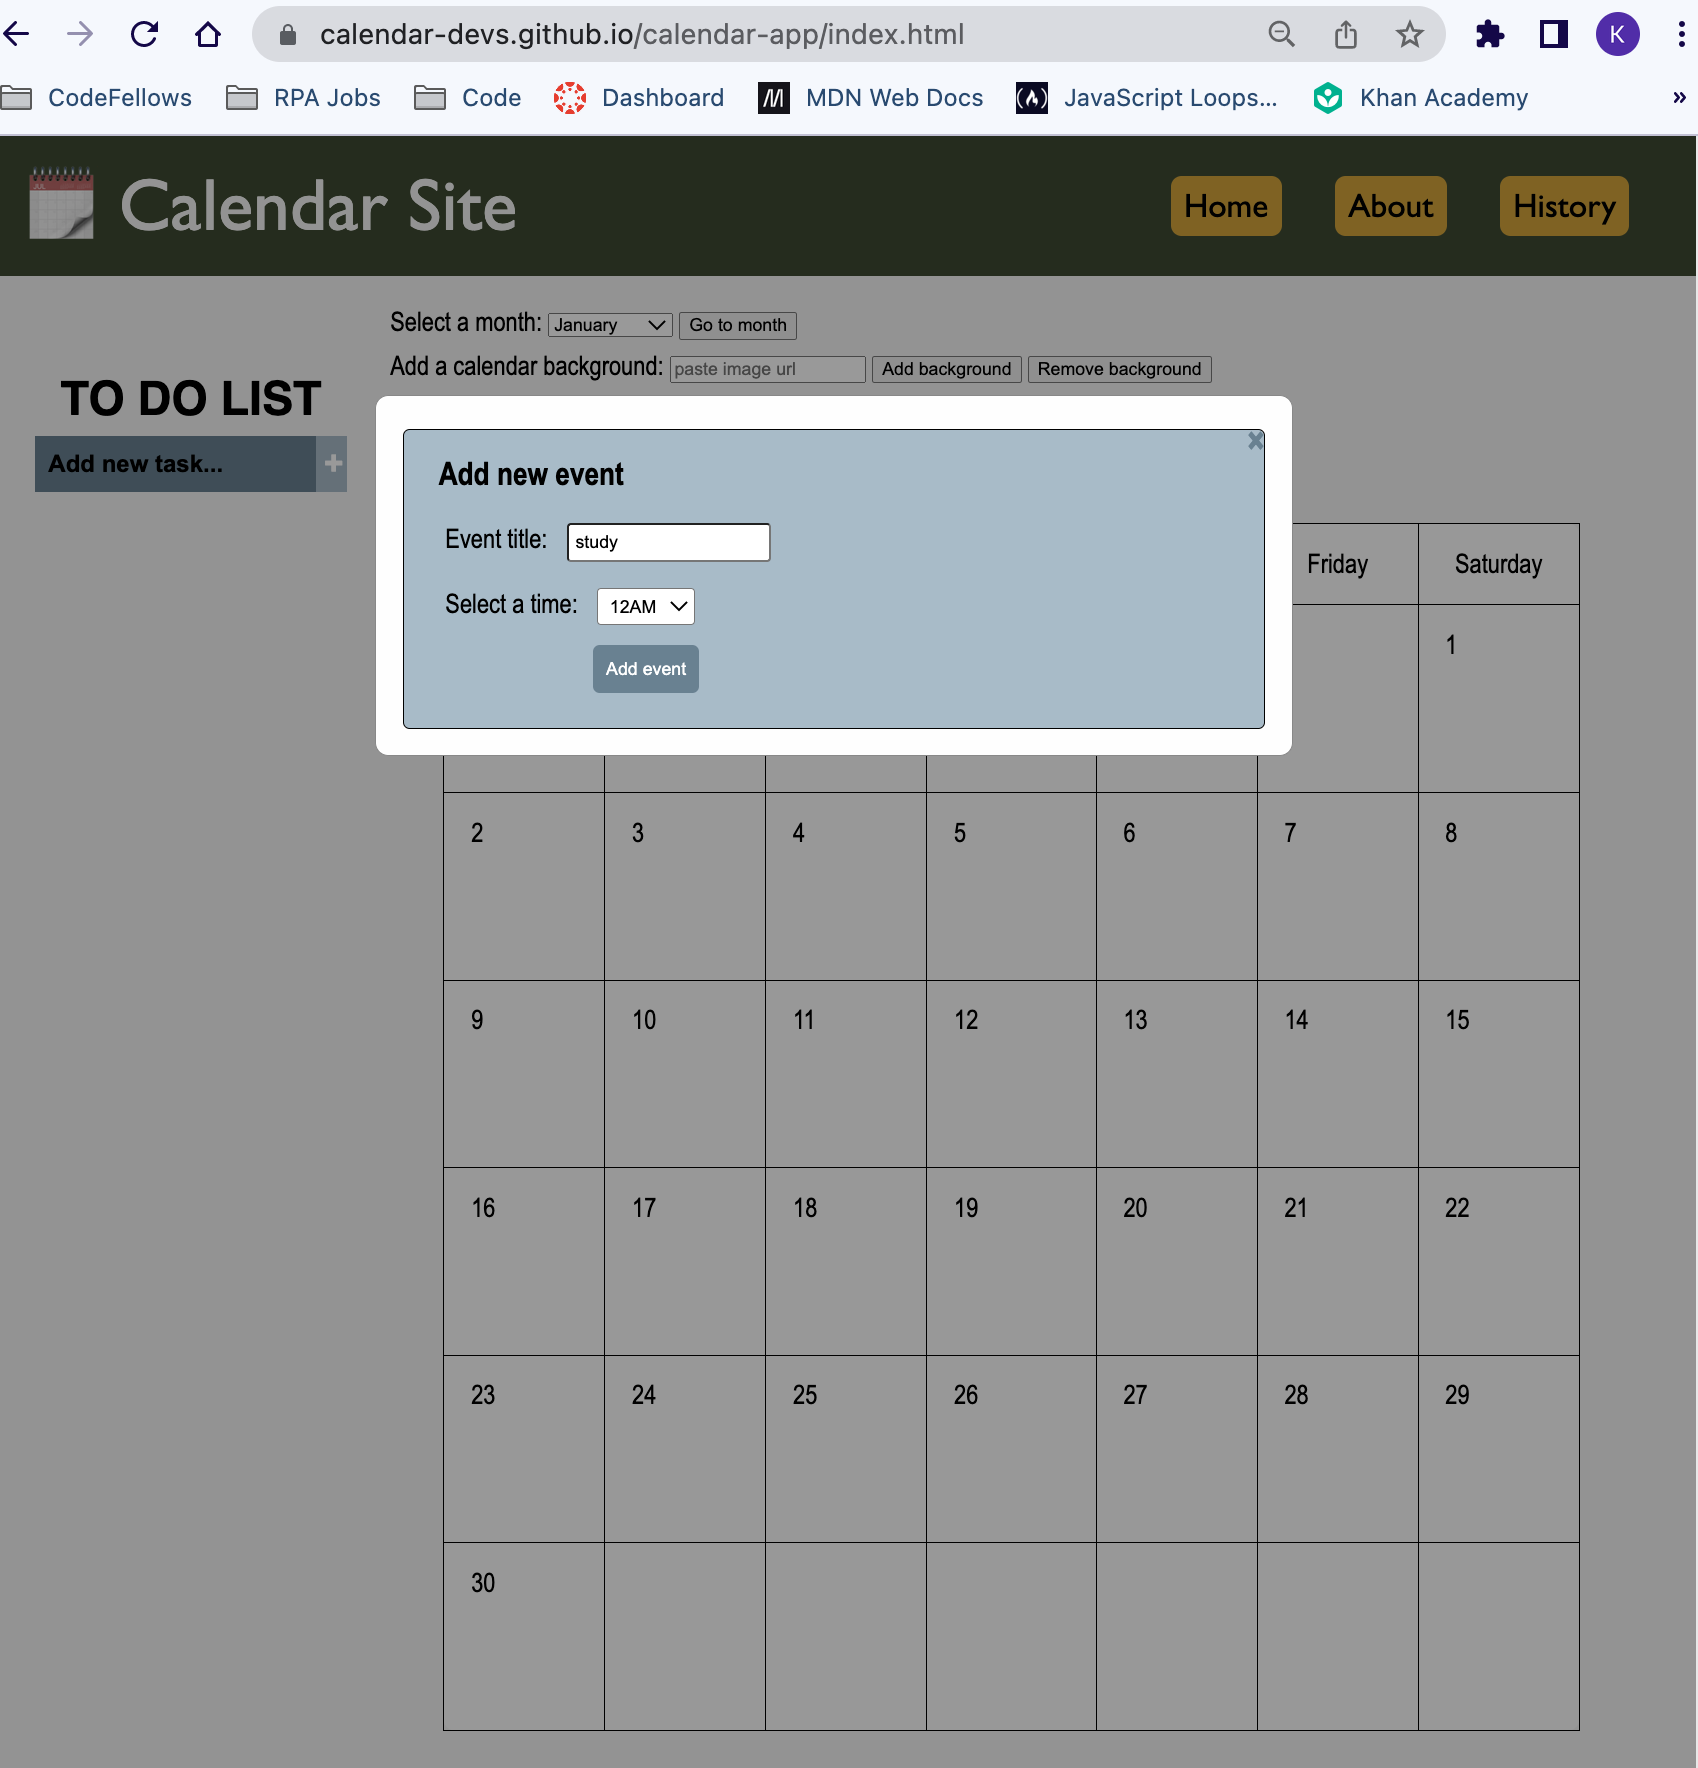 calendar-devs.github.io/calendar-app/index.html
K
CodeFellows RPA Jobs Code Dashboard MDN Web Docs JavaScript Loops... Khan Academy »
JUL Calendar Site Home About History
Select a month: January Go to month
Add a calendar background: paste image url Add background Remove background
TO DO LIST
Add new task... +
x
Add new event
Event title: study
Select a time: 12AM
Add event
Friday Saturday
1
2 3 4 5 6 7 8
9 10 11 12 13 14 15
16 17 18 19 20 21 22
23 24 25 26 27 28 29
30